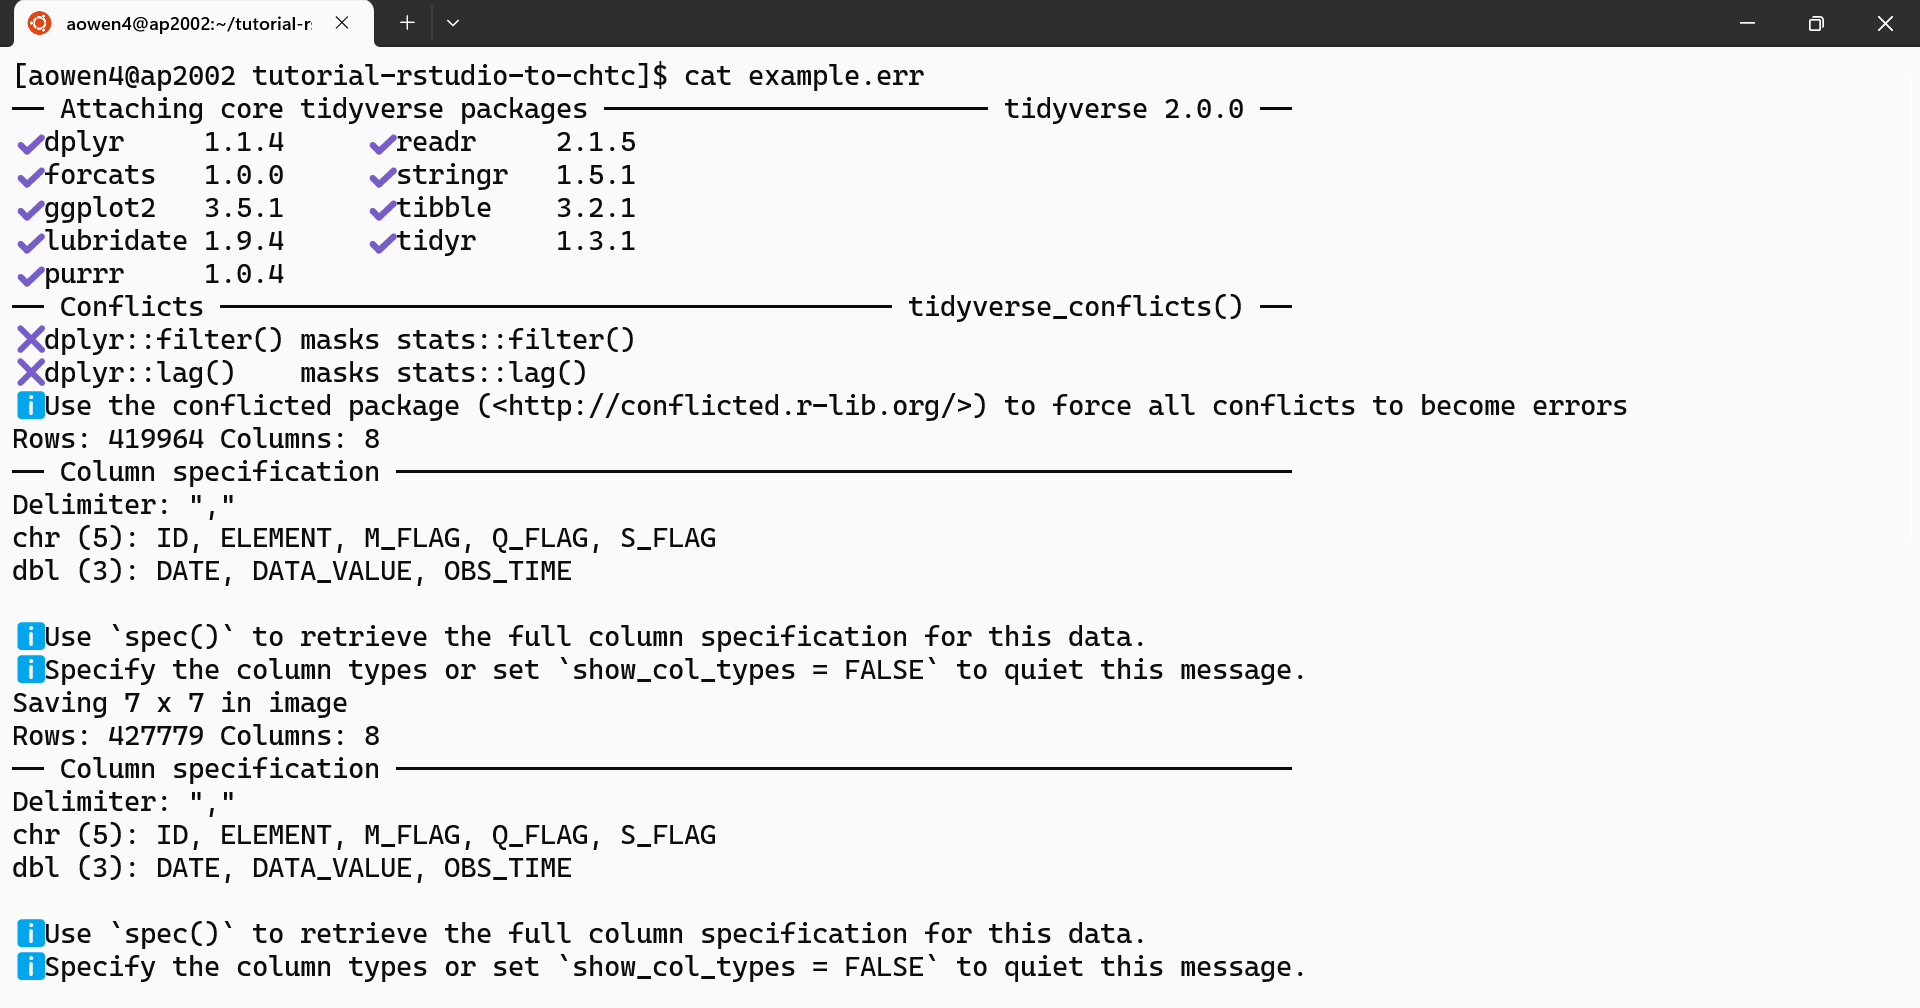 aowen4@ap2002:~/tutorial-r
[aowen4@ap2002 tutorial-rstudio-to-chtc]$ cat example.err
── Attaching core tidyverse packages ──────────────────────── tidyverse 2.0.0 ──
✔ dplyr     1.1.4     ✔ readr     2.1.5
✔ forcats   1.0.0     ✔ stringr   1.5.1
✔ ggplot2   3.5.1     ✔ tibble    3.2.1
✔ lubridate 1.9.4     ✔ tidyr     1.3.1
✔ purrr     1.0.4
── Conflicts ────────────────────────────────────────── tidyverse_conflicts() ──
✖ dplyr::filter() masks stats::filter()
✖ dplyr::lag()    masks stats::lag()
ℹ Use the conflicted package (<http://conflicted.r-lib.org/>) to force all conflicts to become errors
Rows: 419964 Columns: 8
── Column specification ────────────────────────────────────────────────────────
Delimiter: ","
chr (5): ID, ELEMENT, M_FLAG, Q_FLAG, S_FLAG
dbl (3): DATE, DATA_VALUE, OBS_TIME
ℹ Use `spec()` to retrieve the full column specification for this data.
ℹ Specify the column types or set `show_col_types = FALSE` to quiet this message.
Saving 7 x 7 in image
Rows: 427779 Columns: 8
── Column specification ────────────────────────────────────────────────────────
Delimiter: ","
chr (5): ID, ELEMENT, M_FLAG, Q_FLAG, S_FLAG
dbl (3): DATE, DATA_VALUE, OBS_TIME
ℹ Use `spec()` to retrieve the full column specification for this data.
ℹ Specify the column types or set `show_col_types = FALSE` to quiet this message.